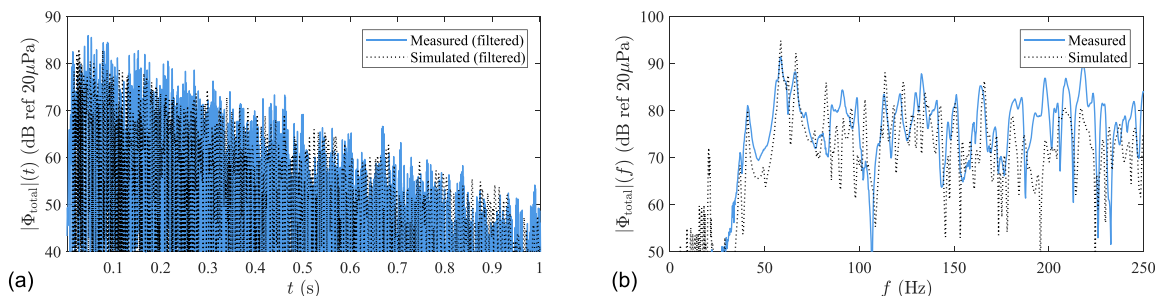 90
80
70
60
50
40
|Φtotal|(t) (dB ref 20μPa)
Measured (filtered)
Simulated (filtered)
0.1 0.2 0.3 0.4 0.5 0.6 0.7 0.8 0.9 1
t (s)
(a)
100
90
80
70
60
50
|Φtotal|(f) (dB ref 20μPa)
Measured
Simulated
0 50 100 150 200 250
f (Hz)
(b)